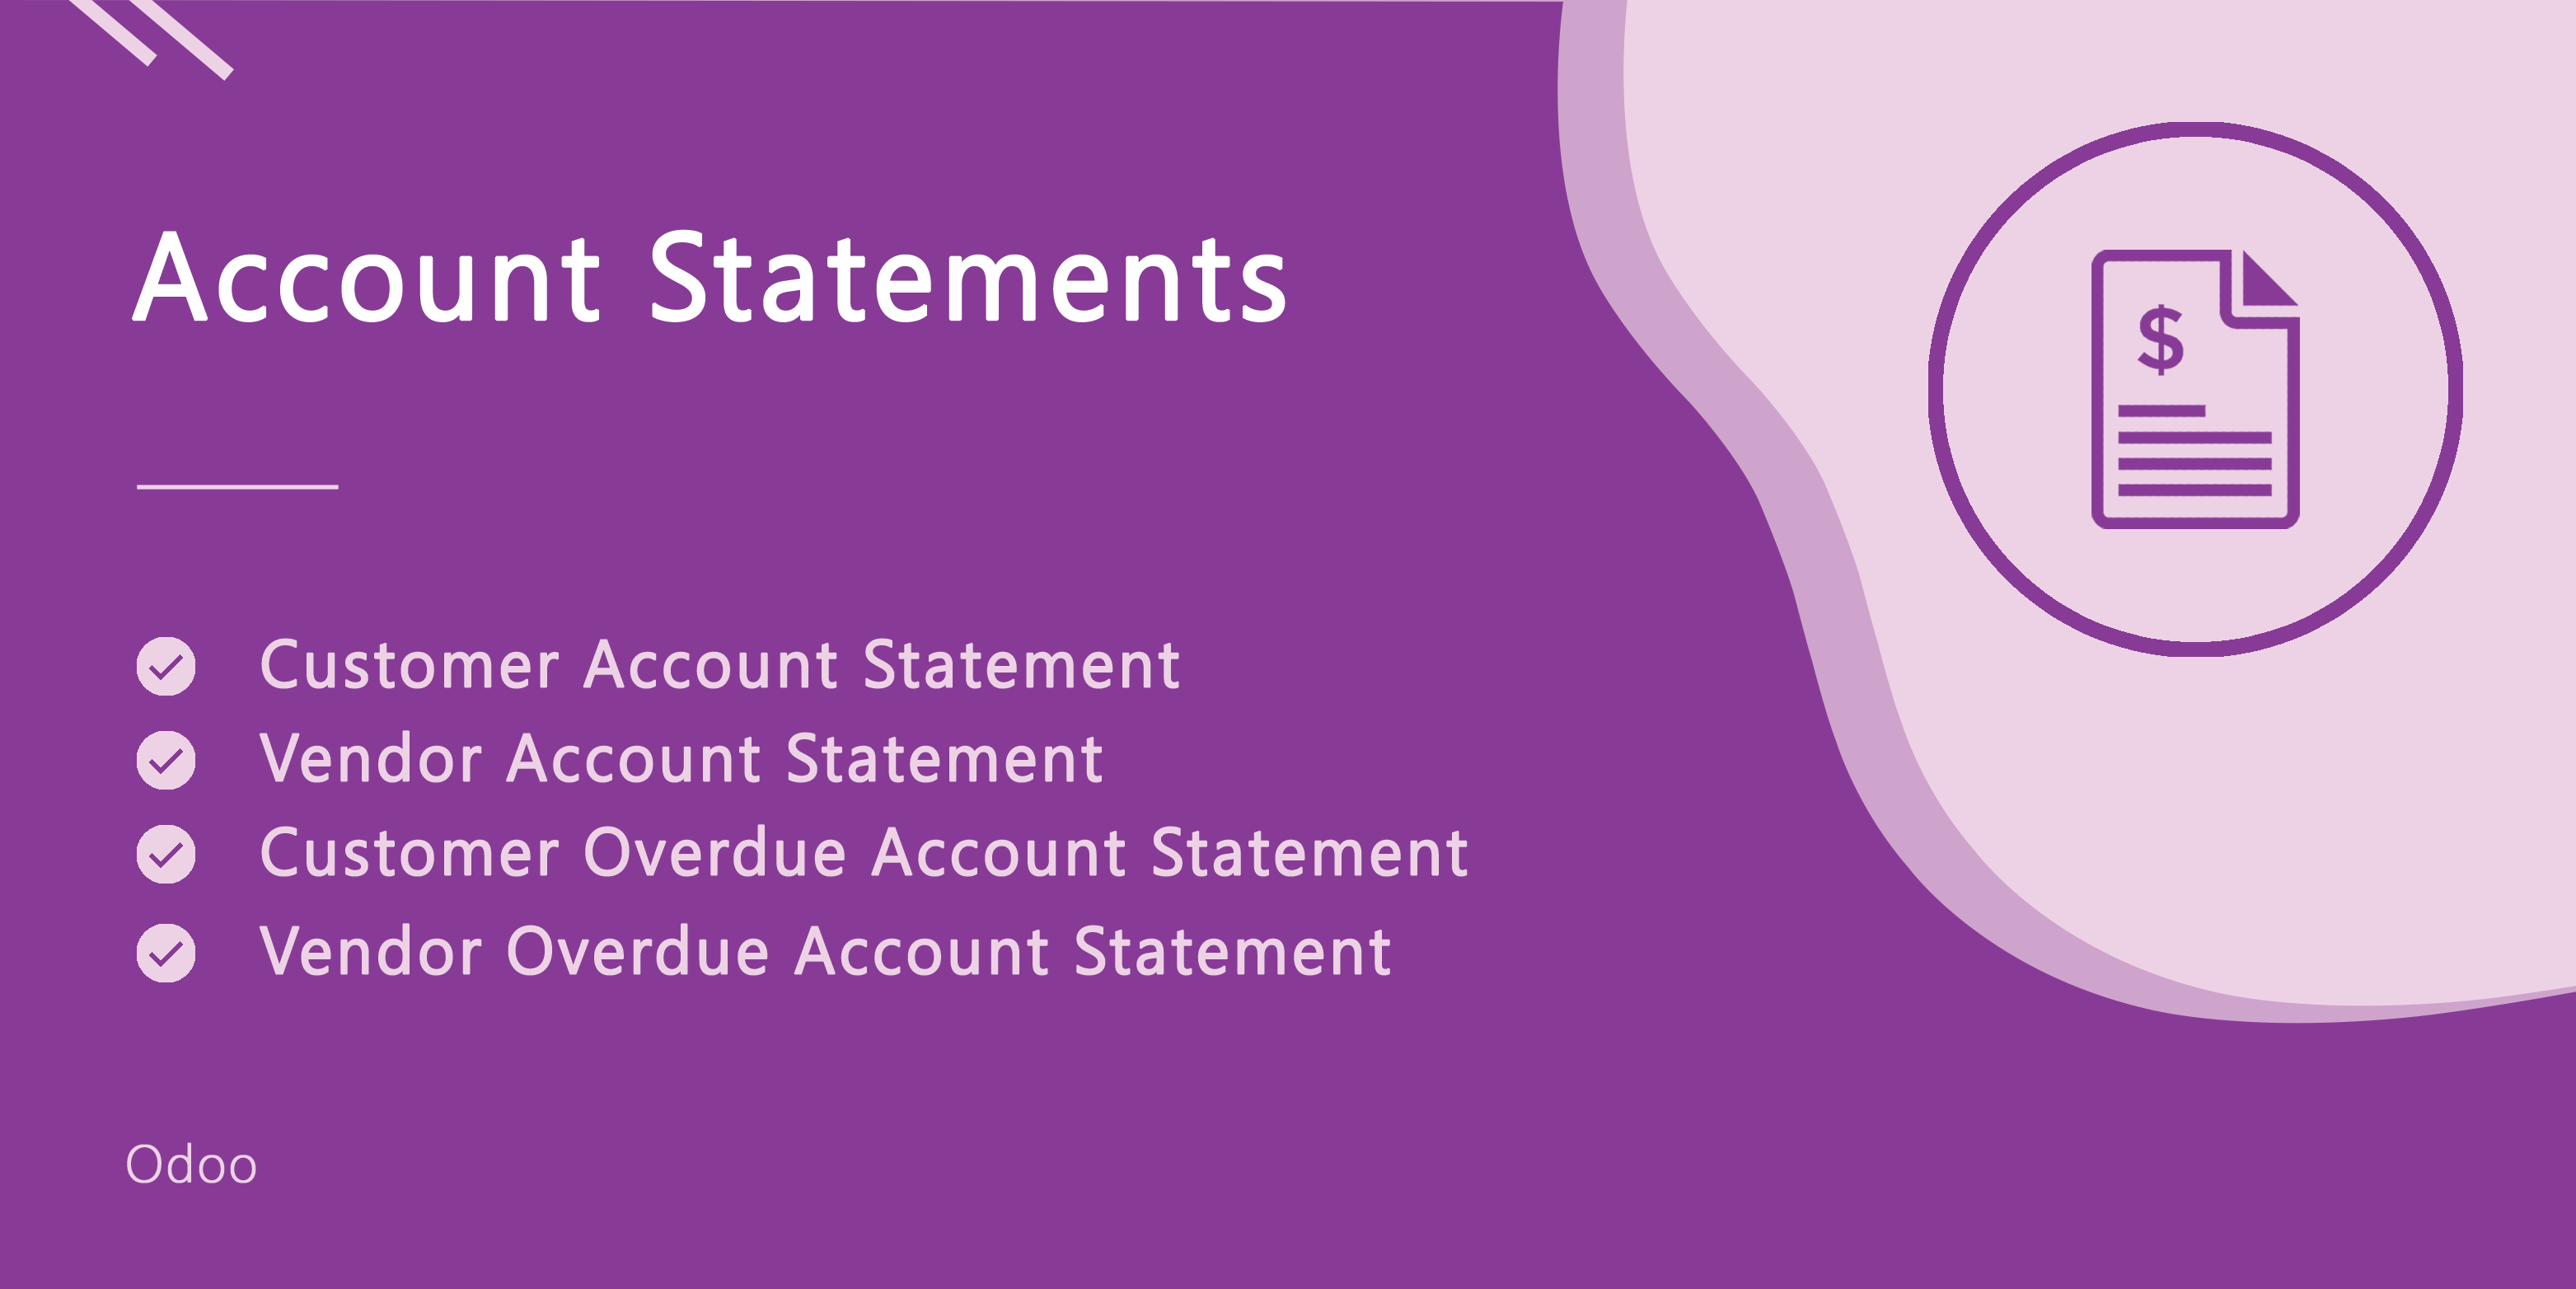 Account Statements
$
Customer Account Statement
Vendor Account Statement
Customer Overdue Account Statement
Vendor Overdue Account Statement
Odoo